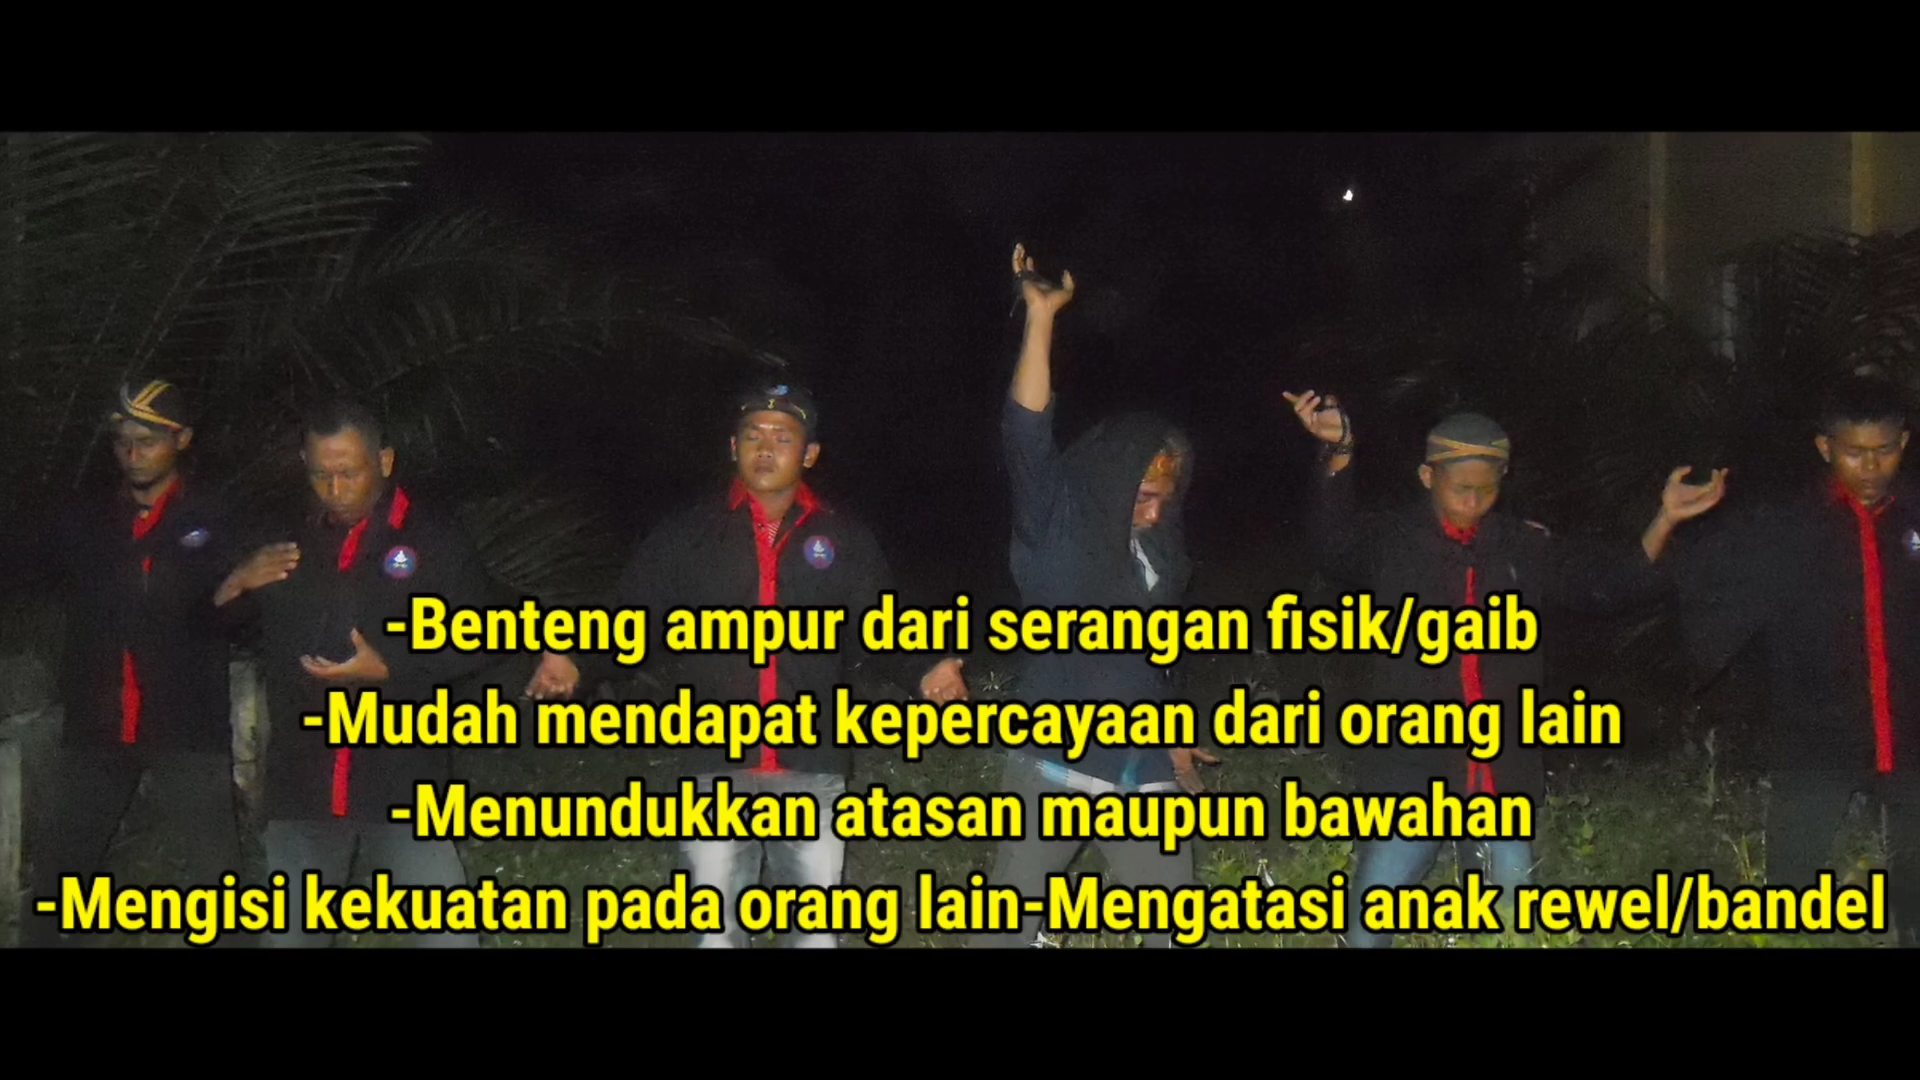 -Benteng ampur dari serangan fisik/gaib
-Mudah mendapat kepercayaan dari orang lain
-Menundukkan atasan maupun bawahan
-Mengisi kekuatan pada orang lain-Mengatasi anak rewel/bandel